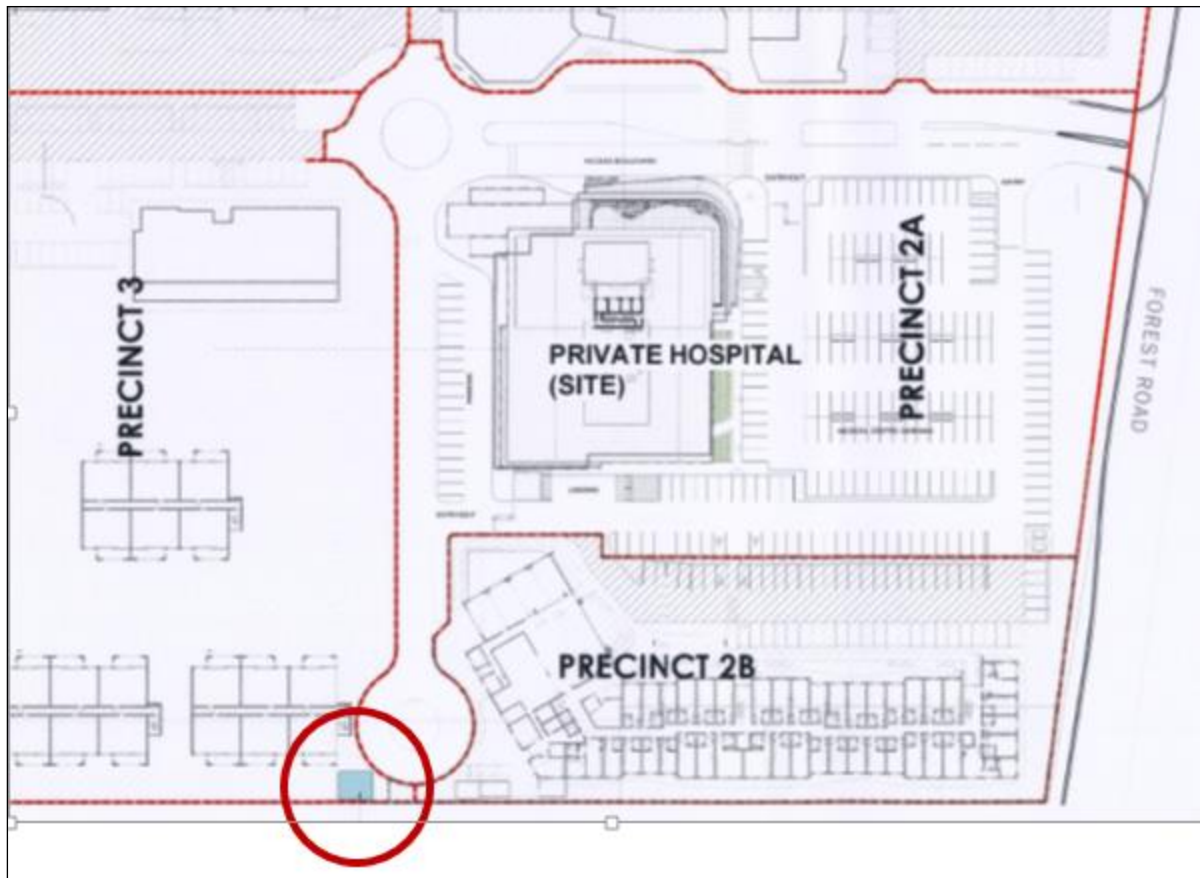 PRECINCT 3
PRIVATE HOSPITAL
(SITE)
PRECINCT 2A
FOREST ROAD
PRECINCT 2B